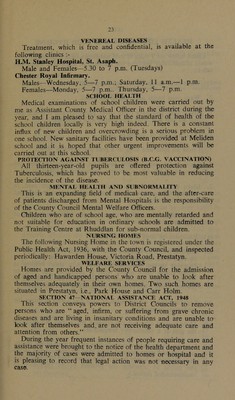 23
VENEREAL DISEASES
Treatment, which is free and confidential, is available at the
following clinics :-
H.M. Stanley Hospital, St. Asaph.
Male and Females—5.30 to 7 p.m. (Tuesdays)
Chester Royal Infirmary.
Males—Wednesday, 5—7 p.m.; Saturday, 11 a.m.—1 p.m.
Females—Monday, 5—7 p.m. Thursday, 5—7 p.m.
SCHOOL HEALTH
Medical examinations of school children were carried out by
me as Assistant County Medical Officer in the district during the
year, and I am pleased to say that the standard of health of the
school children locally is very high indeed. There is a constant
influx of new children and overcrowding is a serious problem in
one school. New sanitary facilities have been provided at Meliden
school and it is hoped that other urgent improvements will be
carried out at this school.
PROTECTION AGAINST TUBERCULOSIS (B.C.G. VACCINATION)
All thirteen-year-old pupils are offered protection against
Tuberculosis, which has proved to be most valuable in reducing
the incidence of the disease.
MENTAL HEALTH AND SUBNORMALITY
This is an expanding field of medical care, and the after-care
of patients discharged from Mental Hospitals is the responsibility
of the County Council Mental Welfare Officers.
Children who are of school age, who are mentally retarded and
not suitable for education in ordinary schools are admitted to
the Training Centre at Rhuddlan for sub-normal children.
NURSING HOMES
The following Nursing Home in the town is registered under the
Public Health Act, 1936, with the County Council, and inspected
periodically: Hawarden House, Victoria Road, Prestatyn.
WELFARE SERVICES
Homes are provided by the County Council for the admission
of aged and handicapped persons who are unable to look after
themselves adequately in their own homes. Two such homes are
situated in Prestatyn, i.e., Park House and Carr Holm.
SECTION 47—NATIONAL ASSISTANCE ACT, 1948
This section conveys powers to District Councils to remove
persons who are "aged, infirm, or suffering from grave chronic
diseases and are living in insanitary conditions and are unable to
look after themselves and are not receiving adequate care and
attention from others."
During the year frequent instances of people requiring care and
assistance were brought to the notice of the health department and
the majority of cases were admitted to homes or hospital and it
is pleasing to record that legal action was not necessary in any
case.